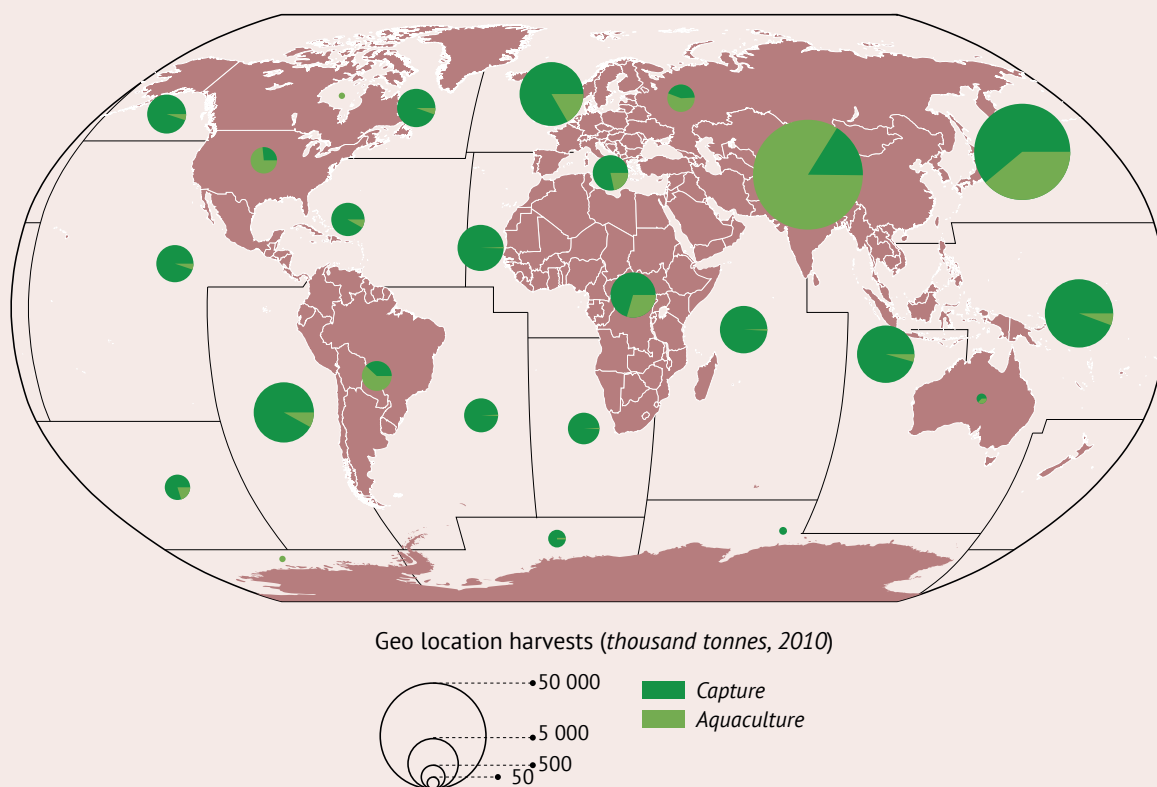 Geo location harvests (thousand tonnes, 2010)
50 000
5 000
500
50
Capture
Aquaculture